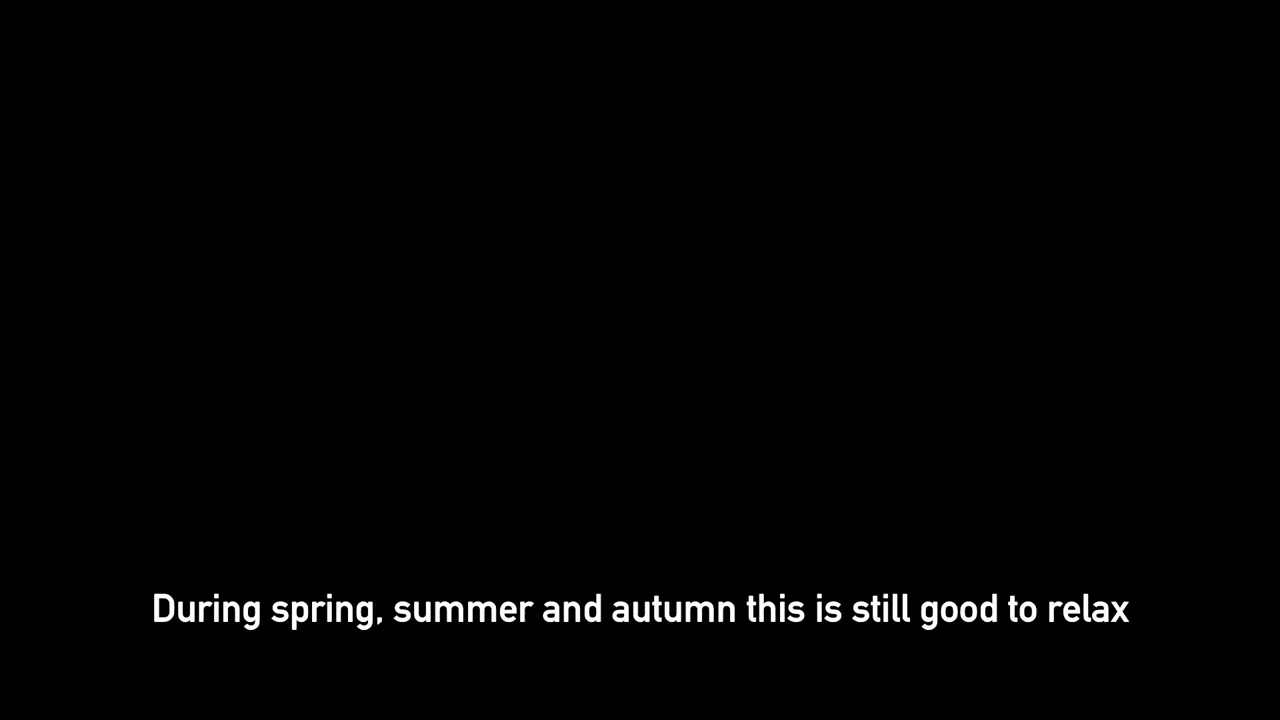 During spring, summer and autumn this is still good to relax